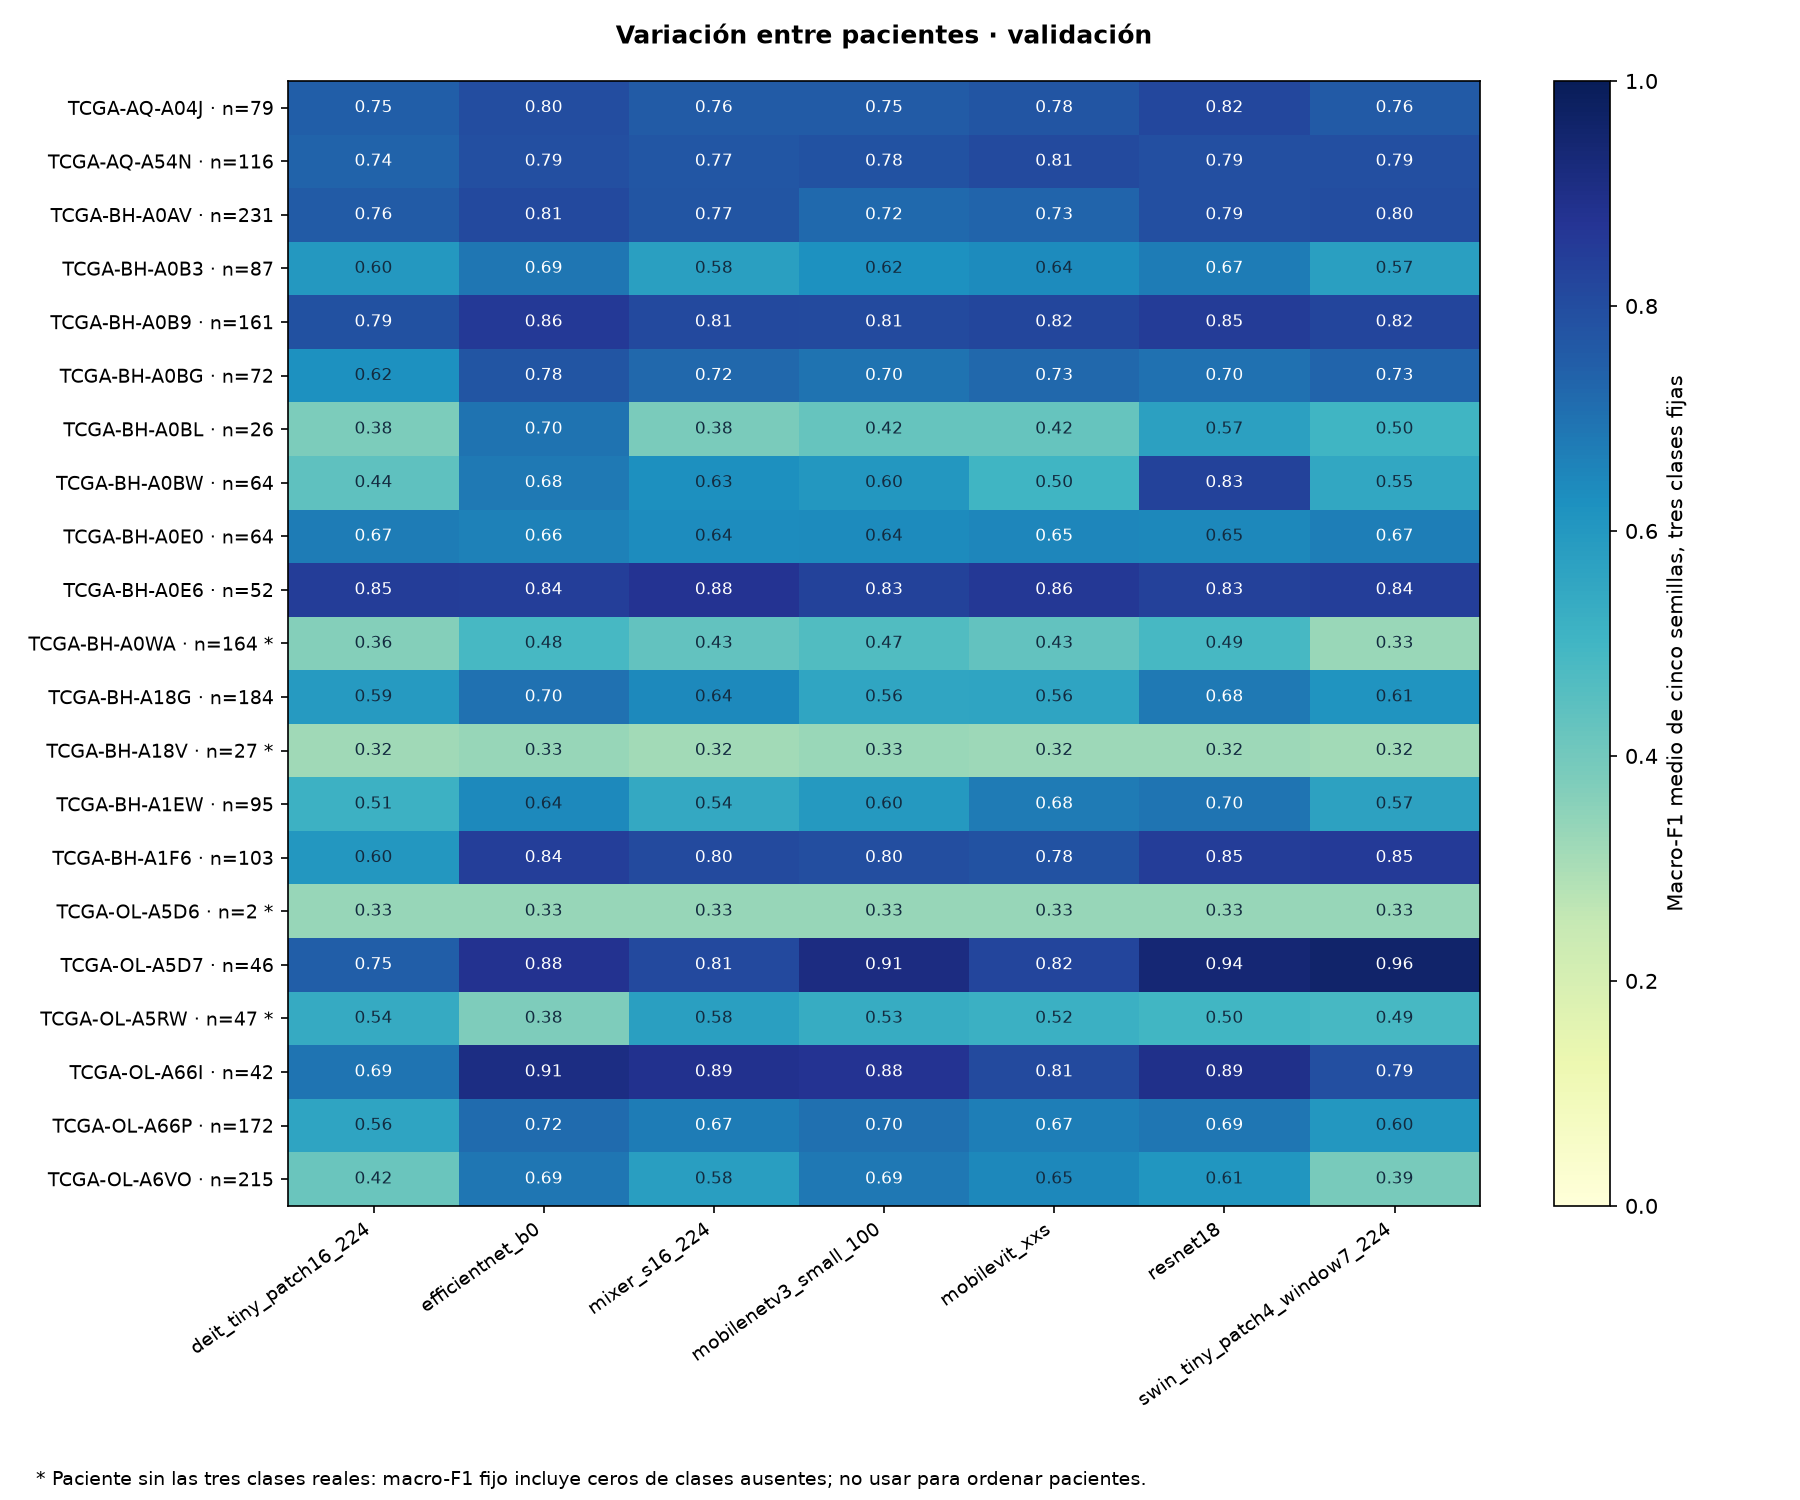 Variación entre pacientes · validación
TCGA-AQ-A04J · n=79 0.75 0.80 0.76 0.75 0.78 0.82 0.76
TCGA-AQ-A54N · n=116 0.74 0.79 0.77 0.78 0.81 0.79 0.79
TCGA-BH-A0AV · n=231 0.76 0.81 0.77 0.72 0.73 0.79 0.80
TCGA-BH-A0B3 · n=87 0.60 0.69 0.58 0.62 0.64 0.67 0.57
TCGA-BH-A0B9 · n=161 0.79 0.86 0.81 0.81 0.82 0.85 0.82
TCGA-BH-A0BG · n=72 0.62 0.78 0.72 0.70 0.73 0.70 0.73
TCGA-BH-A0BL · n=26 0.38 0.70 0.38 0.42 0.42 0.57 0.50
TCGA-BH-A0BW · n=64 0.44 0.68 0.63 0.60 0.50 0.83 0.55
TCGA-BH-A0E0 · n=64 0.67 0.66 0.64 0.64 0.65 0.65 0.67
TCGA-BH-A0E6 · n=52 0.85 0.84 0.88 0.83 0.86 0.83 0.84
TCGA-BH-A0WA · n=164 * 0.36 0.48 0.43 0.47 0.43 0.49 0.33
TCGA-BH-A18G · n=184 0.59 0.70 0.64 0.56 0.56 0.68 0.61
TCGA-BH-A18V · n=27 * 0.32 0.33 0.32 0.33 0.32 0.32 0.32
TCGA-BH-A1EW · n=95 0.51 0.64 0.54 0.60 0.68 0.70 0.57
TCGA-BH-A1F6 · n=103 0.60 0.84 0.80 0.80 0.78 0.85 0.85
TCGA-OL-A5D6 · n=2 * 0.33 0.33 0.33 0.33 0.33 0.33 0.33
TCGA-OL-A5D7 · n=46 0.75 0.88 0.81 0.91 0.82 0.94 0.96
TCGA-OL-A5RW · n=47 * 0.54 0.38 0.58 0.53 0.52 0.50 0.49
TCGA-OL-A66I · n=42 0.69 0.91 0.89 0.88 0.81 0.89 0.79
TCGA-OL-A66P · n=172 0.56 0.72 0.67 0.70 0.67 0.69 0.60
TCGA-OL-A6VO · n=215 0.42 0.69 0.58 0.69 0.65 0.61 0.39
deit_tiny_patch16_224
efficientnet_b0
mixer_s16_224
mobilenetv3_small_100
mobilevit_xxs
resnet18
swin_tiny_patch4_window7_224
1.0
0.8
0.6
0.4
0.2
0.0
Macro-F1 medio de cinco semillas, tres clases fijas
* Paciente sin las tres clases reales: macro-F1 fijo incluye ceros de clases ausentes; no usar para ordenar pacientes.